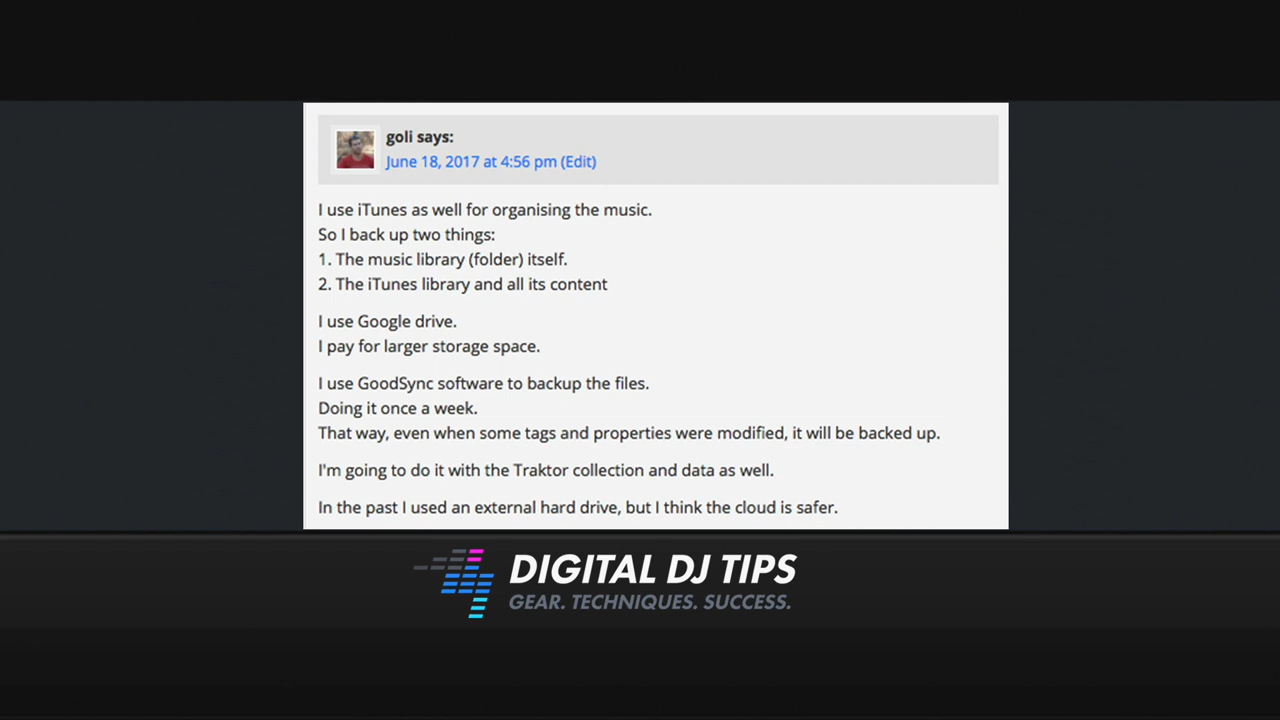 goli says:
June 18, 2017 at 4:56 pm (Edit)
I use iTunes as well for organising the music.
So I back up two things:
1. The music library (folder) itself.
2. The iTunes library and all its content
I use Google drive.
I pay for larger storage space.
I use GoodSync software to backup the files.
Doing it once a week.
That way, even when some tags and properties were modified, it will be backed up.
I'm going to do it with the Traktor collection and data as well.
In the past I used an external hard drive, but I think the cloud is safer.
DIGITAL DJ TIPS
GEAR. TECHNIQUES. SUCCESS.